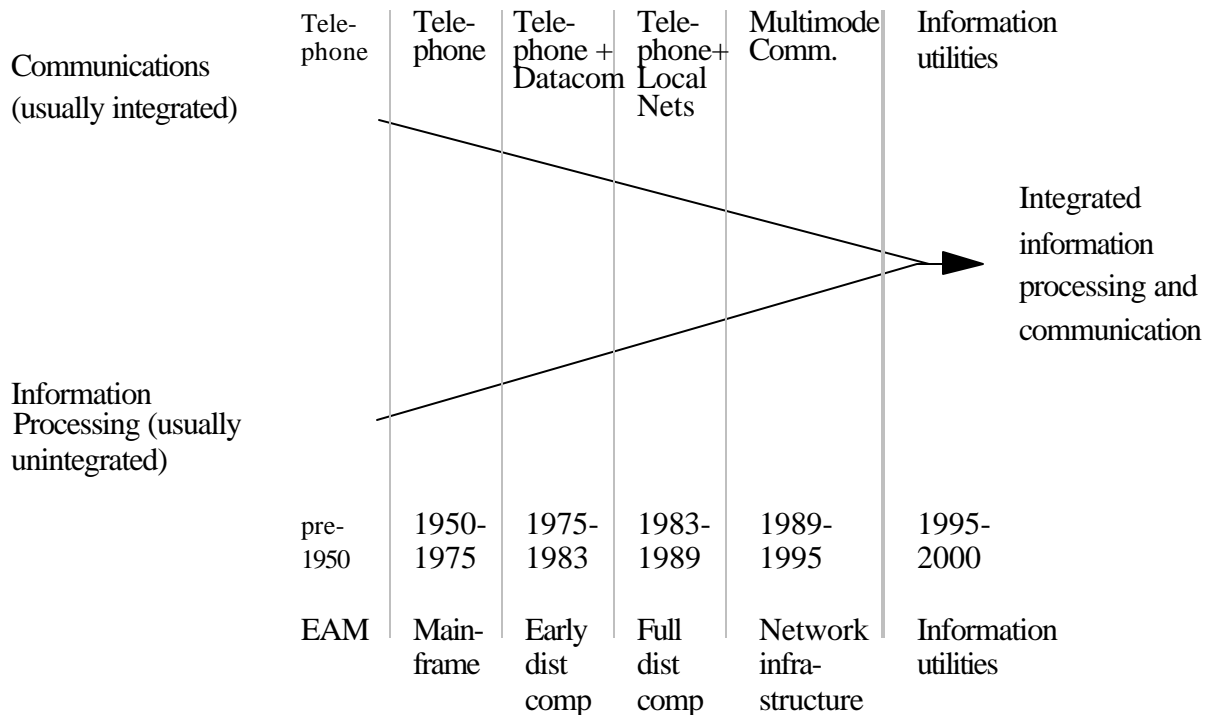 Tele-
phone
Tele-
phone
Tele-
phone +
Datacom
Tele-
phone+
Local
Nets
Multimode
Comm.
Information
utilities
Communications
(usually integrated)
Integrated
information
processing and
communication
Information
Processing (usually
unintegrated)
pre-
1950
1950-
1975
1975-
1983
1983-
1989
1989-
1995
1995-
2000
EAM
Main-
frame
Early
dist
comp
Full
dist
comp
Network
infra-
structure
Information
utilities